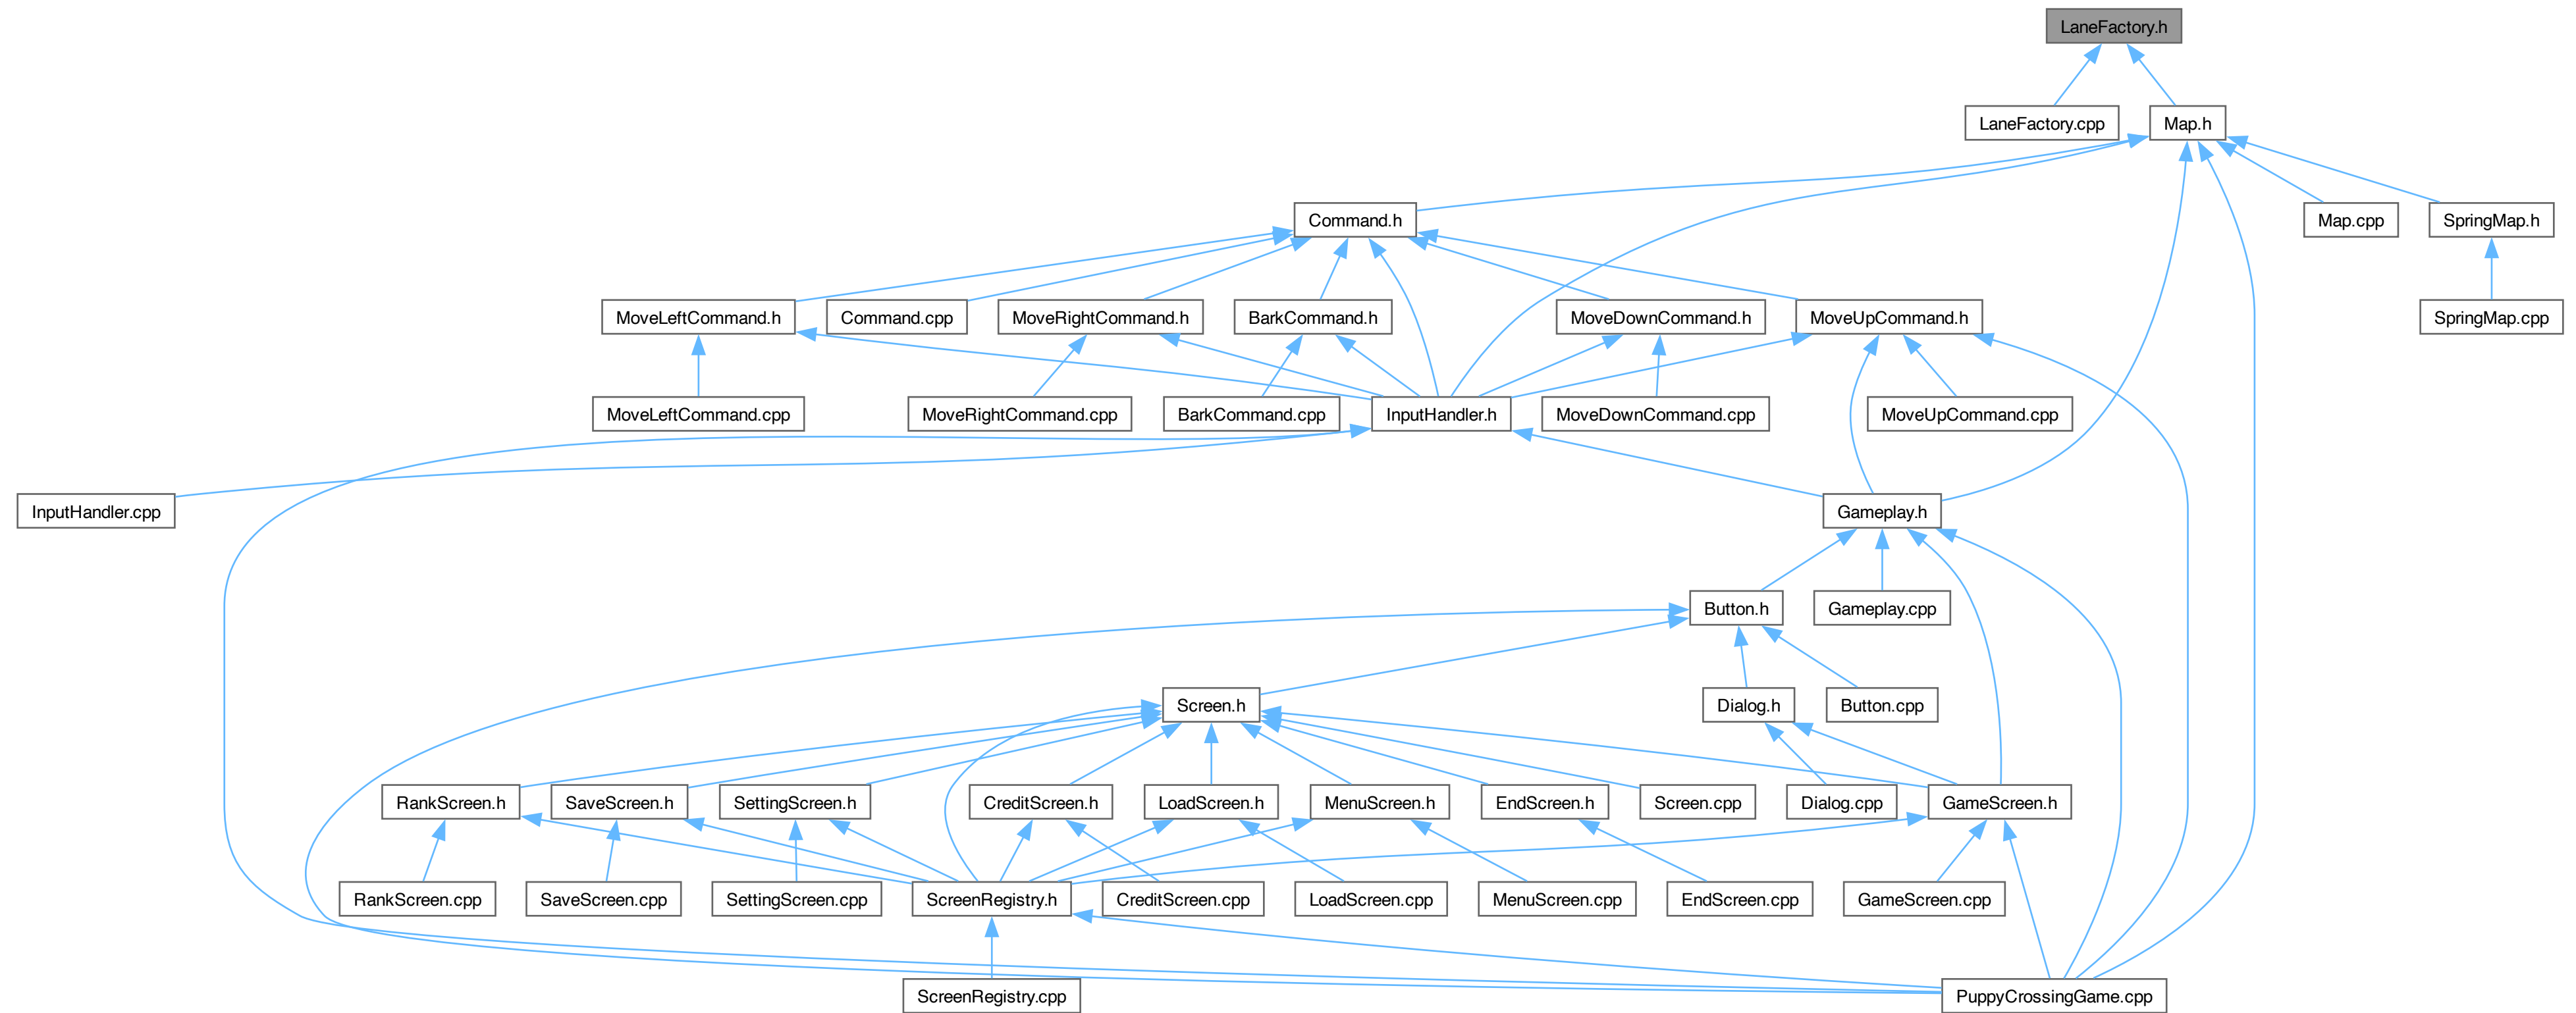 LaneFactory.h
LaneFactory.cpp
Map.h
Command.h
Map.cpp
SpringMap.h
MoveLeftCommand.h
Command.cpp
MoveRightCommand.h
BarkCommand.h
MoveDownCommand.h
MoveUpCommand.h
SpringMap.cpp
MoveLeftCommand.cpp
MoveRightCommand.cpp
BarkCommand.cpp
InputHandler.h
MoveDownCommand.cpp
MoveUpCommand.cpp
InputHandler.cpp
Gameplay.h
Button.h
Gameplay.cpp
Screen.h
Dialog.h
Button.cpp
RankScreen.h
SaveScreen.h
SettingScreen.h
CreditScreen.h
LoadScreen.h
MenuScreen.h
EndScreen.h
Screen.cpp
Dialog.cpp
GameScreen.h
RankScreen.cpp
SaveScreen.cpp
SettingScreen.cpp
ScreenRegistry.h
CreditScreen.cpp
LoadScreen.cpp
MenuScreen.cpp
EndScreen.cpp
GameScreen.cpp
ScreenRegistry.cpp
PuppyCrossingGame.cpp